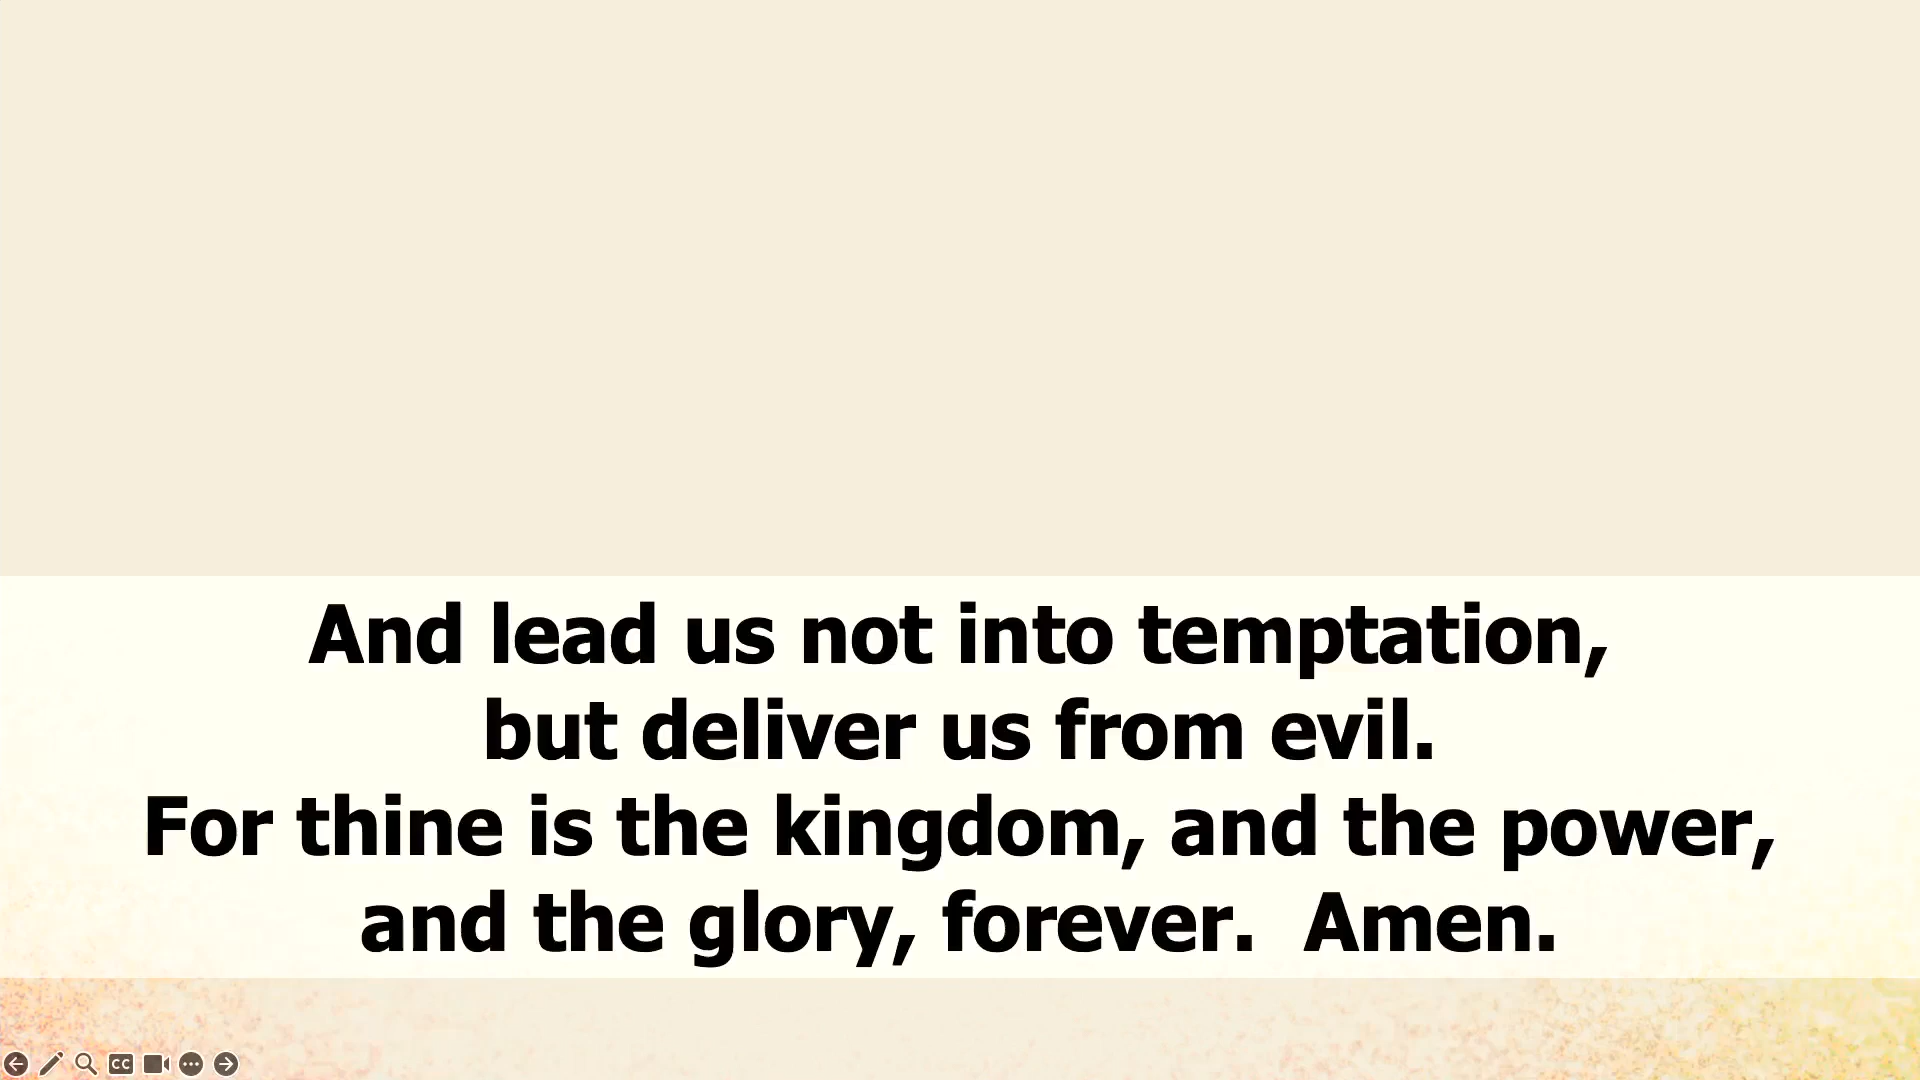 And lead us not into temptation,
but deliver us from evil.
For thine is the kingdom, and the power,
and the glory, forever.  Amen.
CC